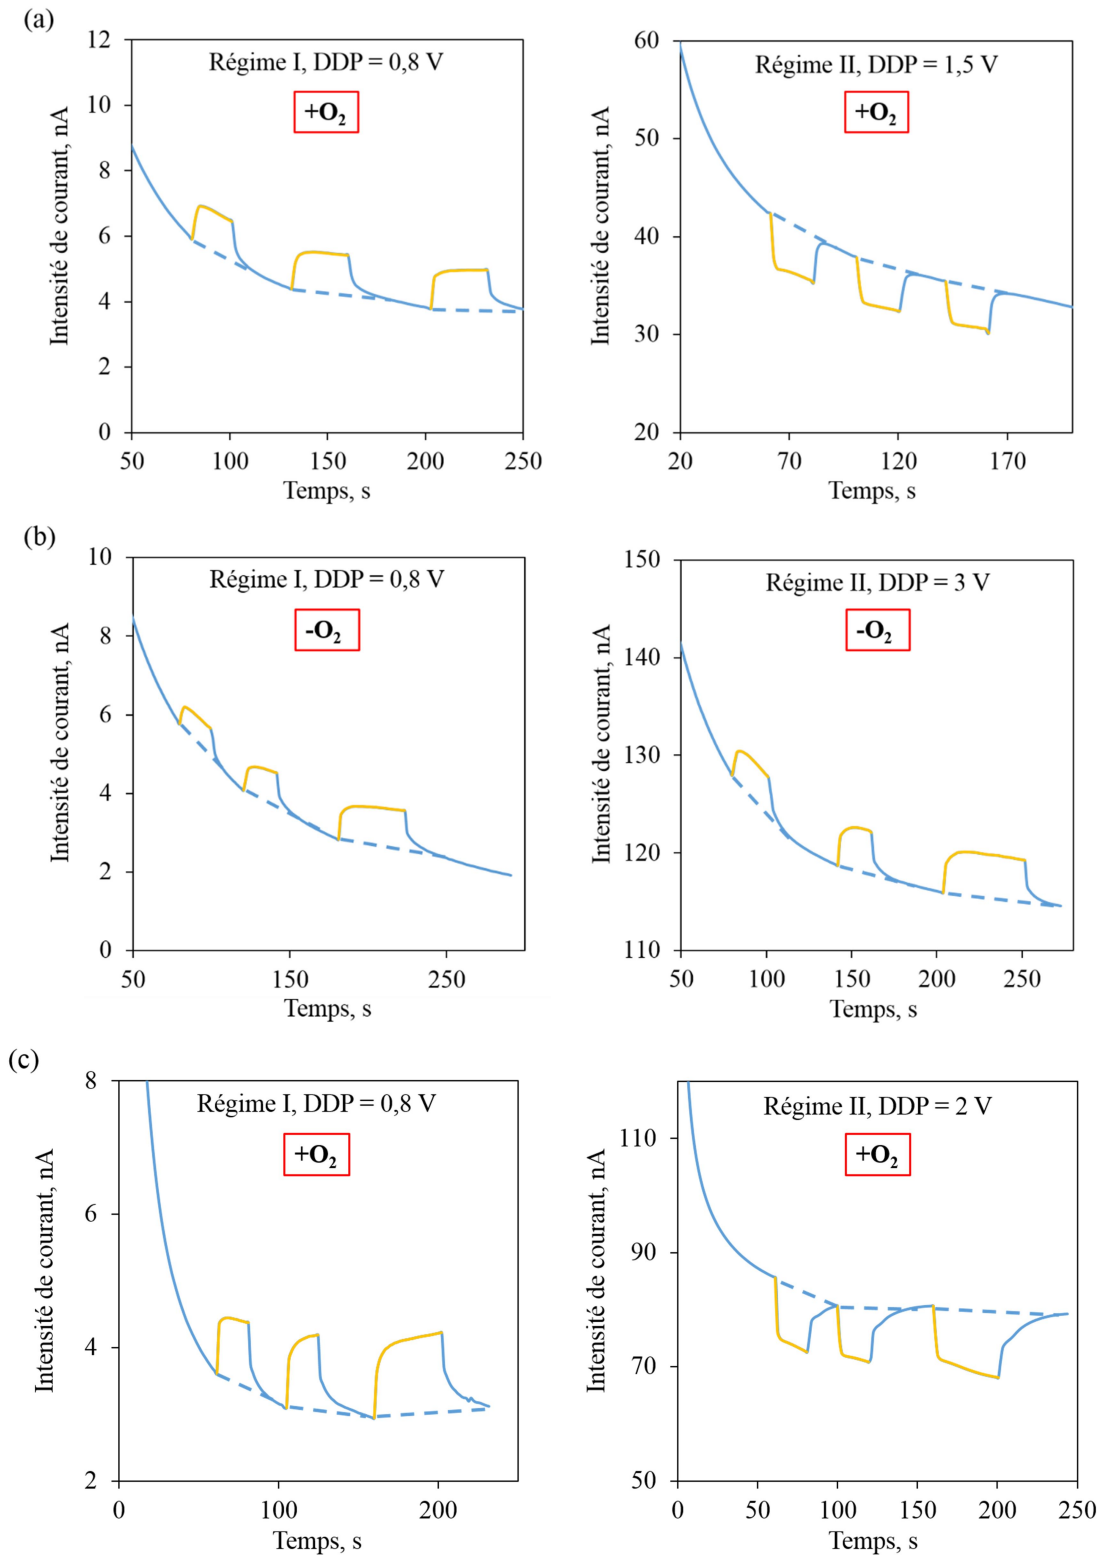 (a)
Régime I, DDP = 0,8 V
+O₂
Intensité de courant, nA
12
10
8
6
4
2
0
50 100 150 200 250
Temps, s
Régime II, DDP = 1,5 V
+O₂
Intensité de courant, nA
60
50
40
30
20
20 70 120 170
Temps, s
(b)
Régime I, DDP = 0,8 V
-O₂
Intensité de courant, nA
10
8
6
4
2
0
50 150 250
Temps, s
Régime II, DDP = 3 V
-O₂
Intensité de courant, nA
150
140
130
120
110
50 100 150 200 250
Temps, s
(c)
Régime I, DDP = 0,8 V
+O₂
Intensité de courant, nA
8
6
4
2
0 100 200
Temps, s
Régime II, DDP = 2 V
+O₂
Intensité de courant, nA
110
90
70
50
0 50 100 150 200 250
Temps, s